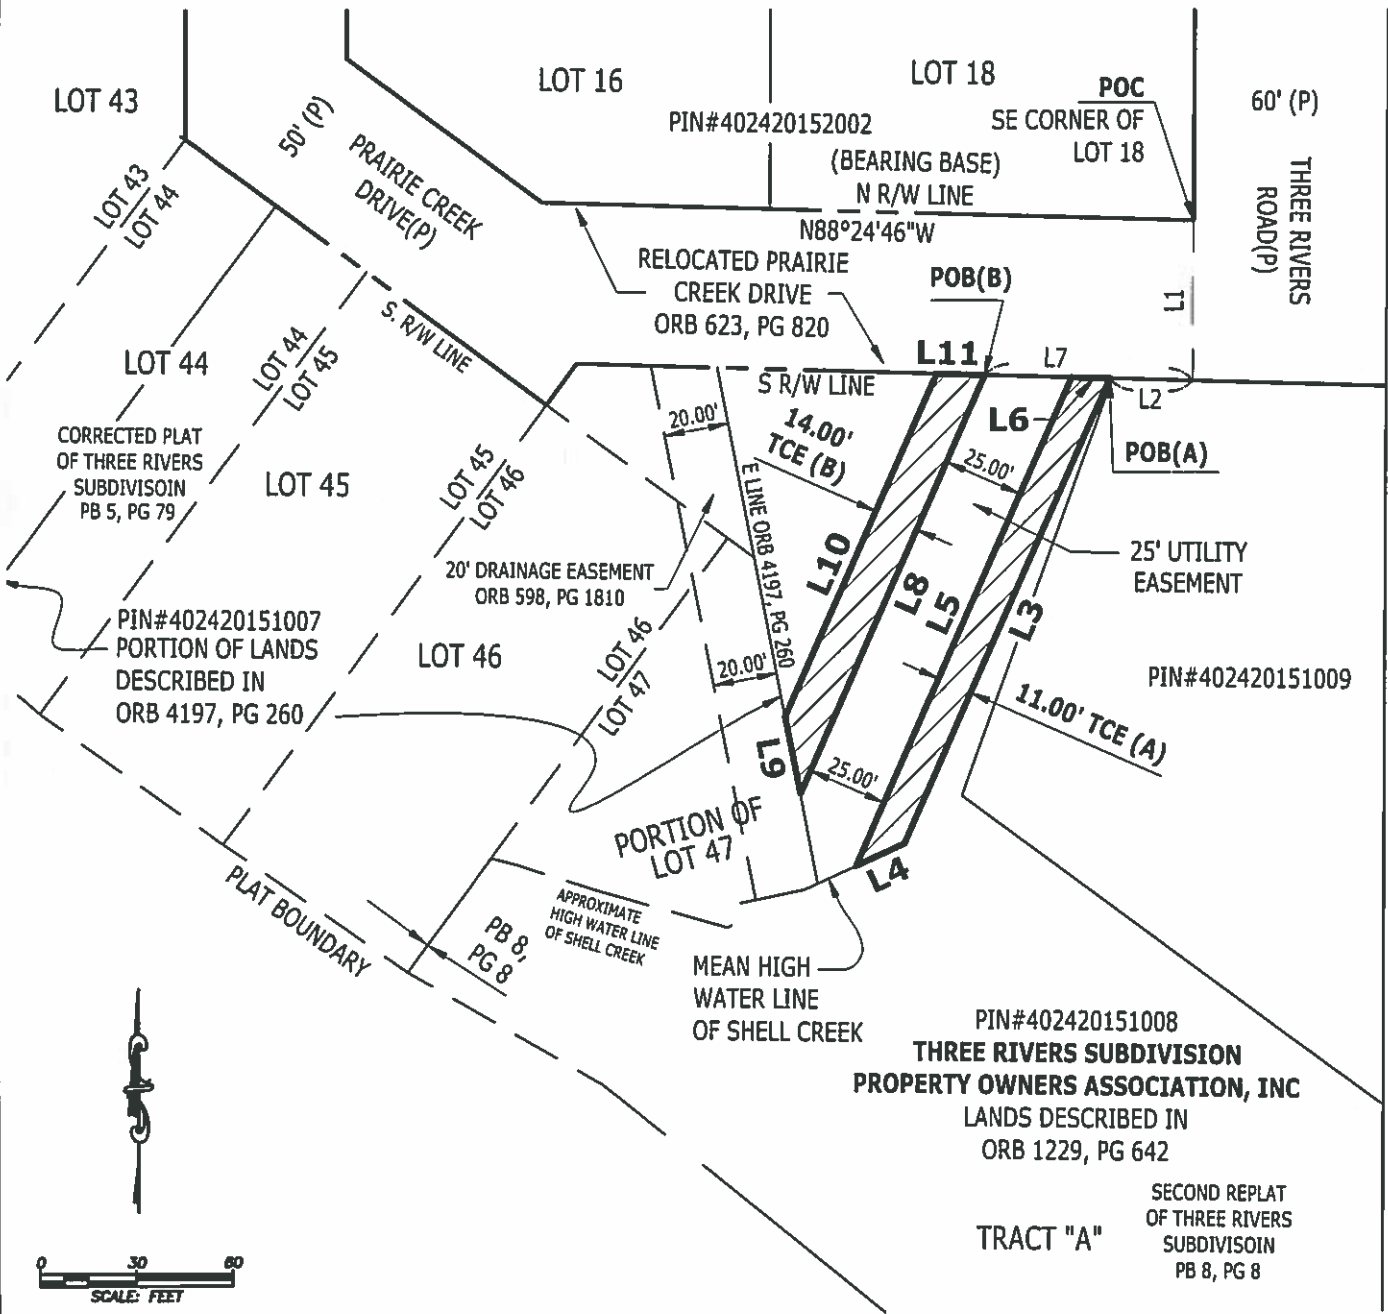 LOT 43
LOT 16
LOT 18
POC
SE CORNER OF
LOT 18
60' (P)
THREE RIVERS
ROAD(P)
PIN#402420152002
(BEARING BASE)
N R/W LINE
N88°24'46"W
50' (P)
PRAIRIE CREEK
DRIVE(P)
LOT 43
LOT 44
RELOCATED PRAIRIE
CREEK DRIVE
ORB 623, PG 820
POB(B)
L1
S. R/W LINE
LOT 44
LOT 44
LOT 45
L11
L7
S R/W LINE
L2
L6
POB(A)
20.00'
14.00'
TCE (B)
25.00'
CORRECTED PLAT
OF THREE RIVERS
SUBDIVISOIN
PB 5, PG 79
LOT 45
LOT 45
LOT 46
E LINE ORB 4197, PG 260
L10
L8
L5
L3
25' UTILITY
EASEMENT
20' DRAINAGE EASEMENT
ORB 598, PG 1810
PIN#402420151007
PORTION OF LANDS
DESCRIBED IN
ORB 4197, PG 260
LOT 46
LOT 46
LOT 47
20.00'
PIN#402420151009
11.00' TCE (A)
L9
25.00'
PORTION OF
LOT 47
L4
PLAT BOUNDARY
APPROXIMATE
HIGH WATER LINE
OF SHELL CREEK
PB 8,
PG 8
MEAN HIGH
WATER LINE
OF SHELL CREEK
PIN#402420151008
THREE RIVERS SUBDIVISION
PROPERTY OWNERS ASSOCIATION, INC
LANDS DESCRIBED IN
ORB 1229, PG 642
TRACT "A"
SECOND REPLAT
OF THREE RIVERS
SUBDIVISOIN
PB 8, PG 8
0 30 60
SCALE: FEET